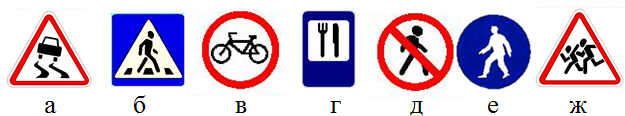 а б в г д е ж